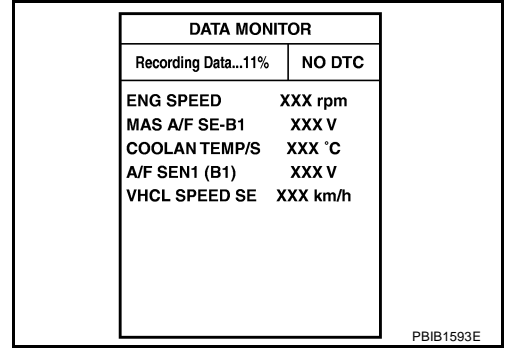 DATA MONITOR
Recording Data...11% NO DTC
ENG SPEED XXX rpm
MAS A/F SE-B1 XXX V
COOLAN TEMP/S XXX °C
A/F SEN1 (B1) XXX V
VHCL SPEED SE XXX km/h
PBIB1593E